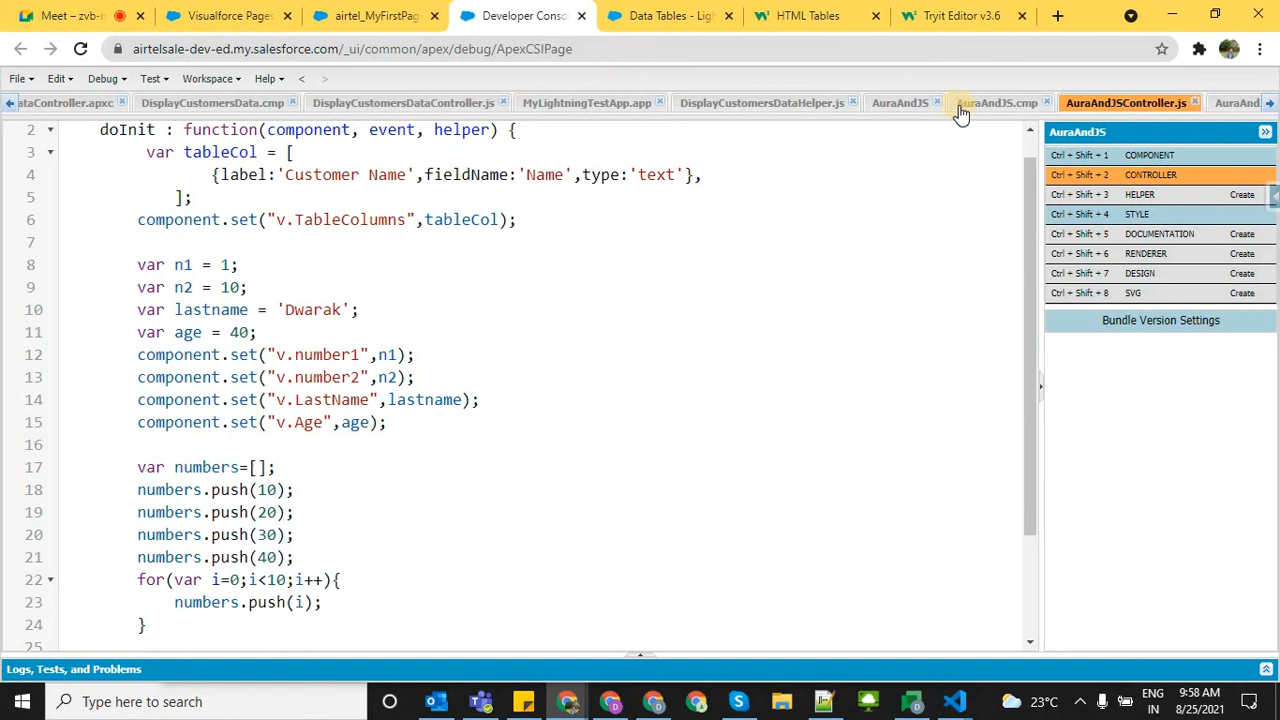 Meet – zvb-n
Visualforce Pages
airtel_MyFirstPag
Developer Conso
Data Tables - Ligh
HTML Tables
Tryit Editor v3.6
airtelsale-dev-ed.my.salesforce.com/_ui/common/apex/debug/ApexCSIPage
File Edit Debug Test Workspace Help < >
ataController.apxc DisplayCustomersData.cmp DisplayCustomersDataController.js MyLightningTestApp.app DisplayCustomersDataHelper.js AuraAndJS AuraAndJS.cmp AuraAndJSController.js AuraAnd
2 doInit : function(component, event, helper) {
3 var tableCol = [
4 {label:'Customer Name',fieldName:'Name',type:'text'},
5 ];
6 component.set("v.TableColumns",tableCol);
7
8 var n1 = 1;
9 var n2 = 10;
10 var lastname = 'Dwarak';
11 var age = 40;
12 component.set("v.number1",n1);
13 component.set("v.number2",n2);
14 component.set("v.LastName",lastname);
15 component.set("v.Age",age);
16
17 var numbers=[];
18 numbers.push(10);
19 numbers.push(20);
20 numbers.push(30);
21 numbers.push(40);
22 for(var i=0;i<10;i++){
23 numbers.push(i);
24 }
25
AuraAndJS
Ctrl + Shift + 1 COMPONENT
Ctrl + Shift + 2 CONTROLLER
Ctrl + Shift + 3 HELPER Create
Ctrl + Shift + 4 STYLE
Ctrl + Shift + 5 DOCUMENTATION Create
Ctrl + Shift + 6 RENDERER Create
Ctrl + Shift + 7 DESIGN Create
Ctrl + Shift + 8 SVG Create
Bundle Version Settings
Logs, Tests, and Problems
Type here to search
23°C
ENG
IN
9:58 AM
8/25/2021